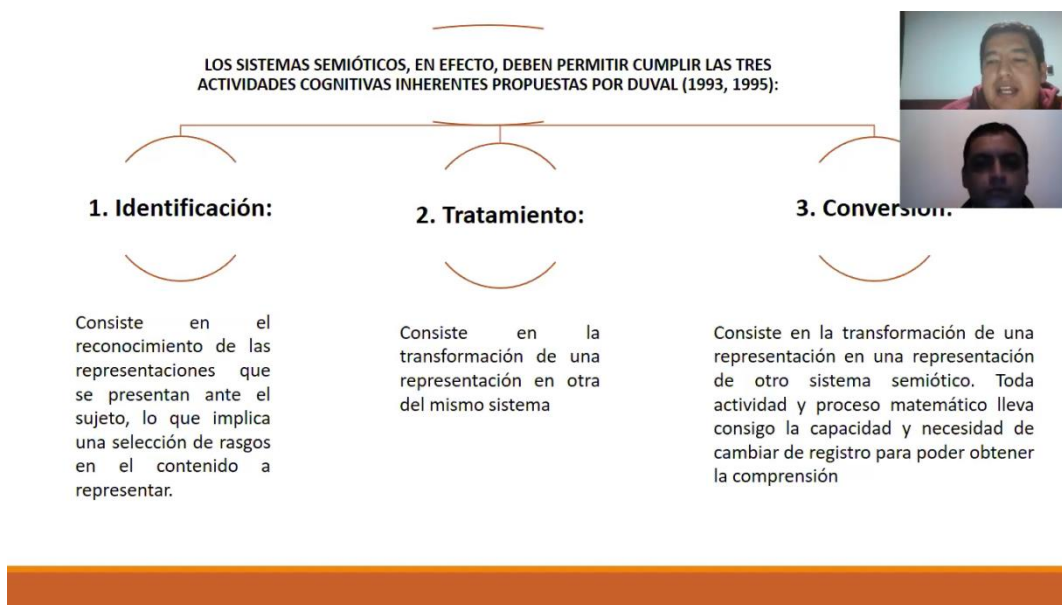 LOS SISTEMAS SEMIÓTICOS, EN EFECTO, DEBEN PERMITIR CUMPLIR LAS TRES
ACTIVIDADES COGNITIVAS INHERENTES PROPUESTAS POR DUVAL (1993, 1995):
1. Identificación:
Consiste en el
reconocimiento de las
representaciones que
se presentan ante el
sujeto, lo que implica
una selección de rasgos
en el contenido a
representar.
2. Tratamiento:
Consiste en la
transformación de una
representación en otra
del mismo sistema
3. Conversión:
Consiste en la transformación de una
representación en una representación
de otro sistema semiótico. Toda
actividad y proceso matemático lleva
consigo la capacidad y necesidad de
cambiar de registro para poder obtener
la comprensión